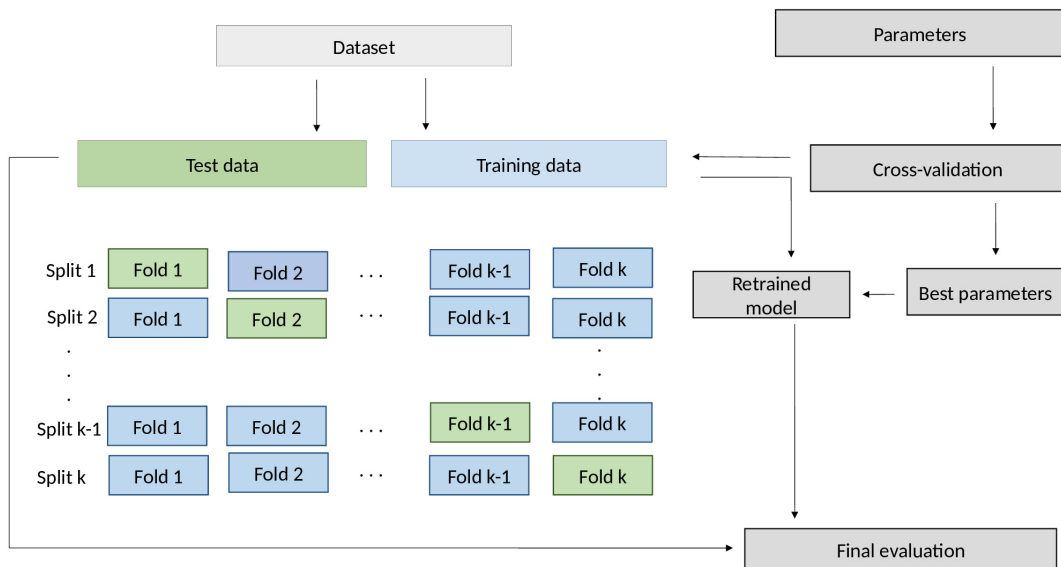 Dataset
Parameters
Test data
Training data
Cross-validation
Split 1
Fold 1
Fold 2
. . .
Fold k-1
Fold k
Retrained
model
Best parameters
Split 2
Fold 1
Fold 2
. . .
Fold k-1
Fold k
.
.
.
.
.
.
Split k-1
Fold 1
Fold 2
. . .
Fold k-1
Fold k
Split k
Fold 1
Fold 2
. . .
Fold k-1
Fold k
Final evaluation